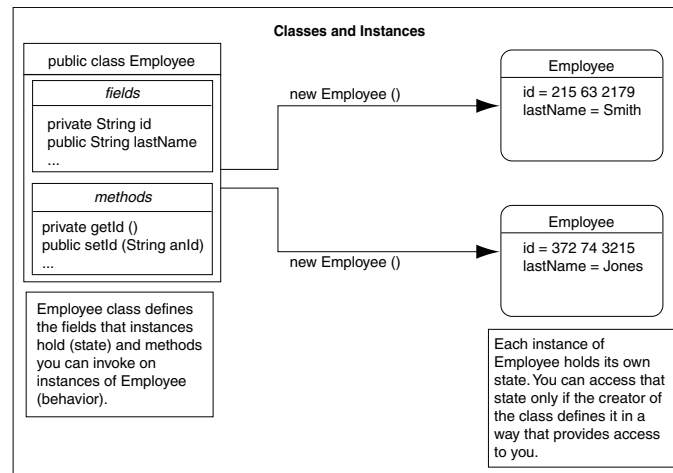 Classes and Instances
public class Employee
fields
private String id
public String lastName
...
methods
private getId ()
public setId (String anId)
...
Employee class defines
the fields that instances
hold (state) and methods
you can invoke on
instances of Employee
(behavior).
new Employee ()
new Employee ()
Employee
id = 215 63 2179
lastName = Smith
Employee
id = 372 74 3215
lastName = Jones
Each instance of
Employee holds its own
state. You can access that
state only if the creator of
the class defines it in a
way that provides access
to you.